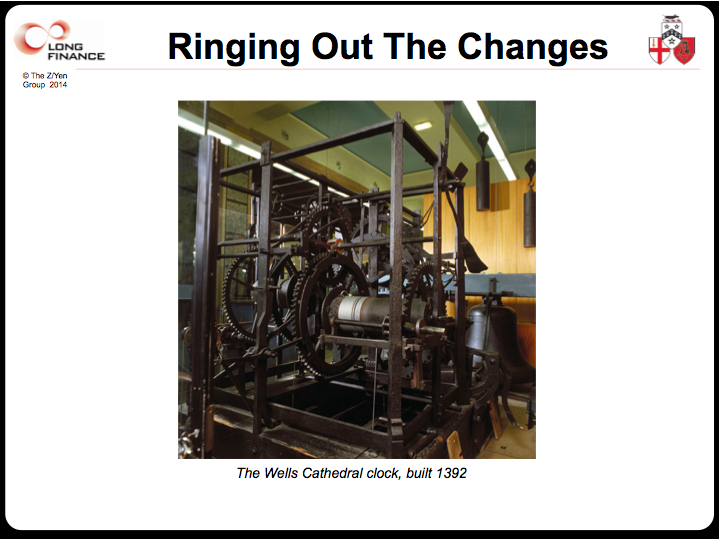 LONG
FINANCE
Ringing Out The Changes
© The Z/Yen
Group 2014
The Wells Cathedral clock, built 1392